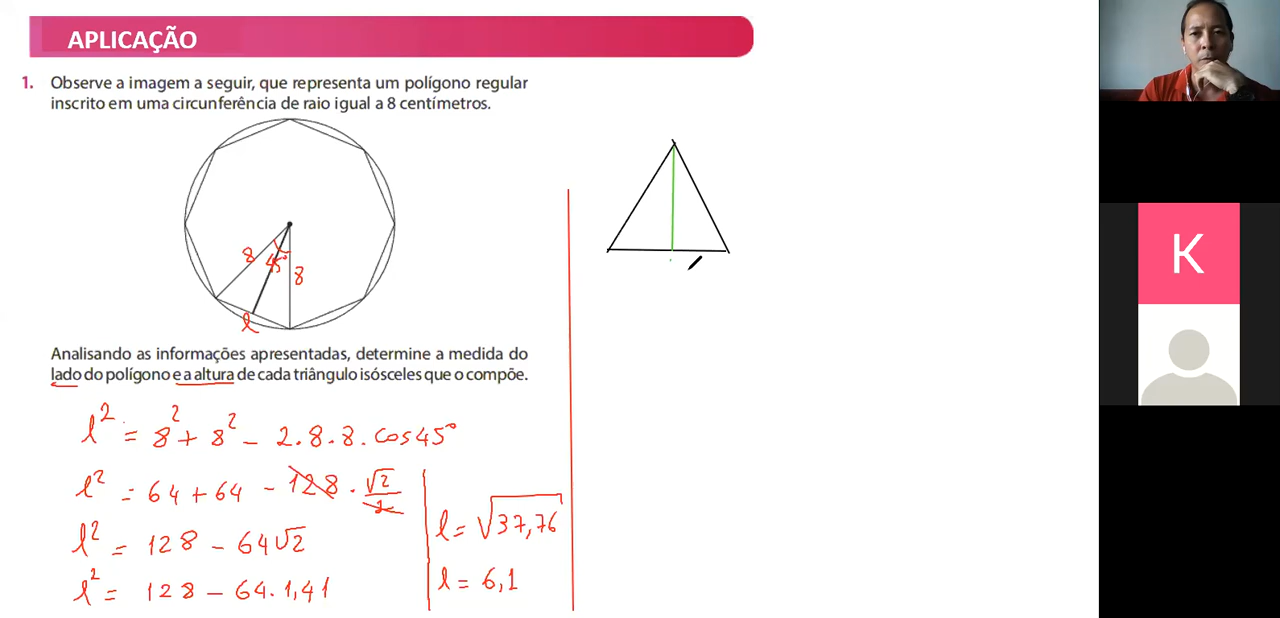 APLICAÇÃO
1. Observe a imagem a seguir, que representa um polígono regular
inscrito em uma circunferência de raio igual a 8 centímetros.
8
45°
8
l
Analisando as informações apresentadas, determine a medida do
lado do polígono e a altura de cada triângulo isósceles que o compõe.
l² = 8² + 8² - 2.8.8. cos45°
l² = 64 + 64 - 128 . √2/2
l² = 128 - 64√2
l² = 128 - 64.1,41
l = √37,76
l = 6,1
K